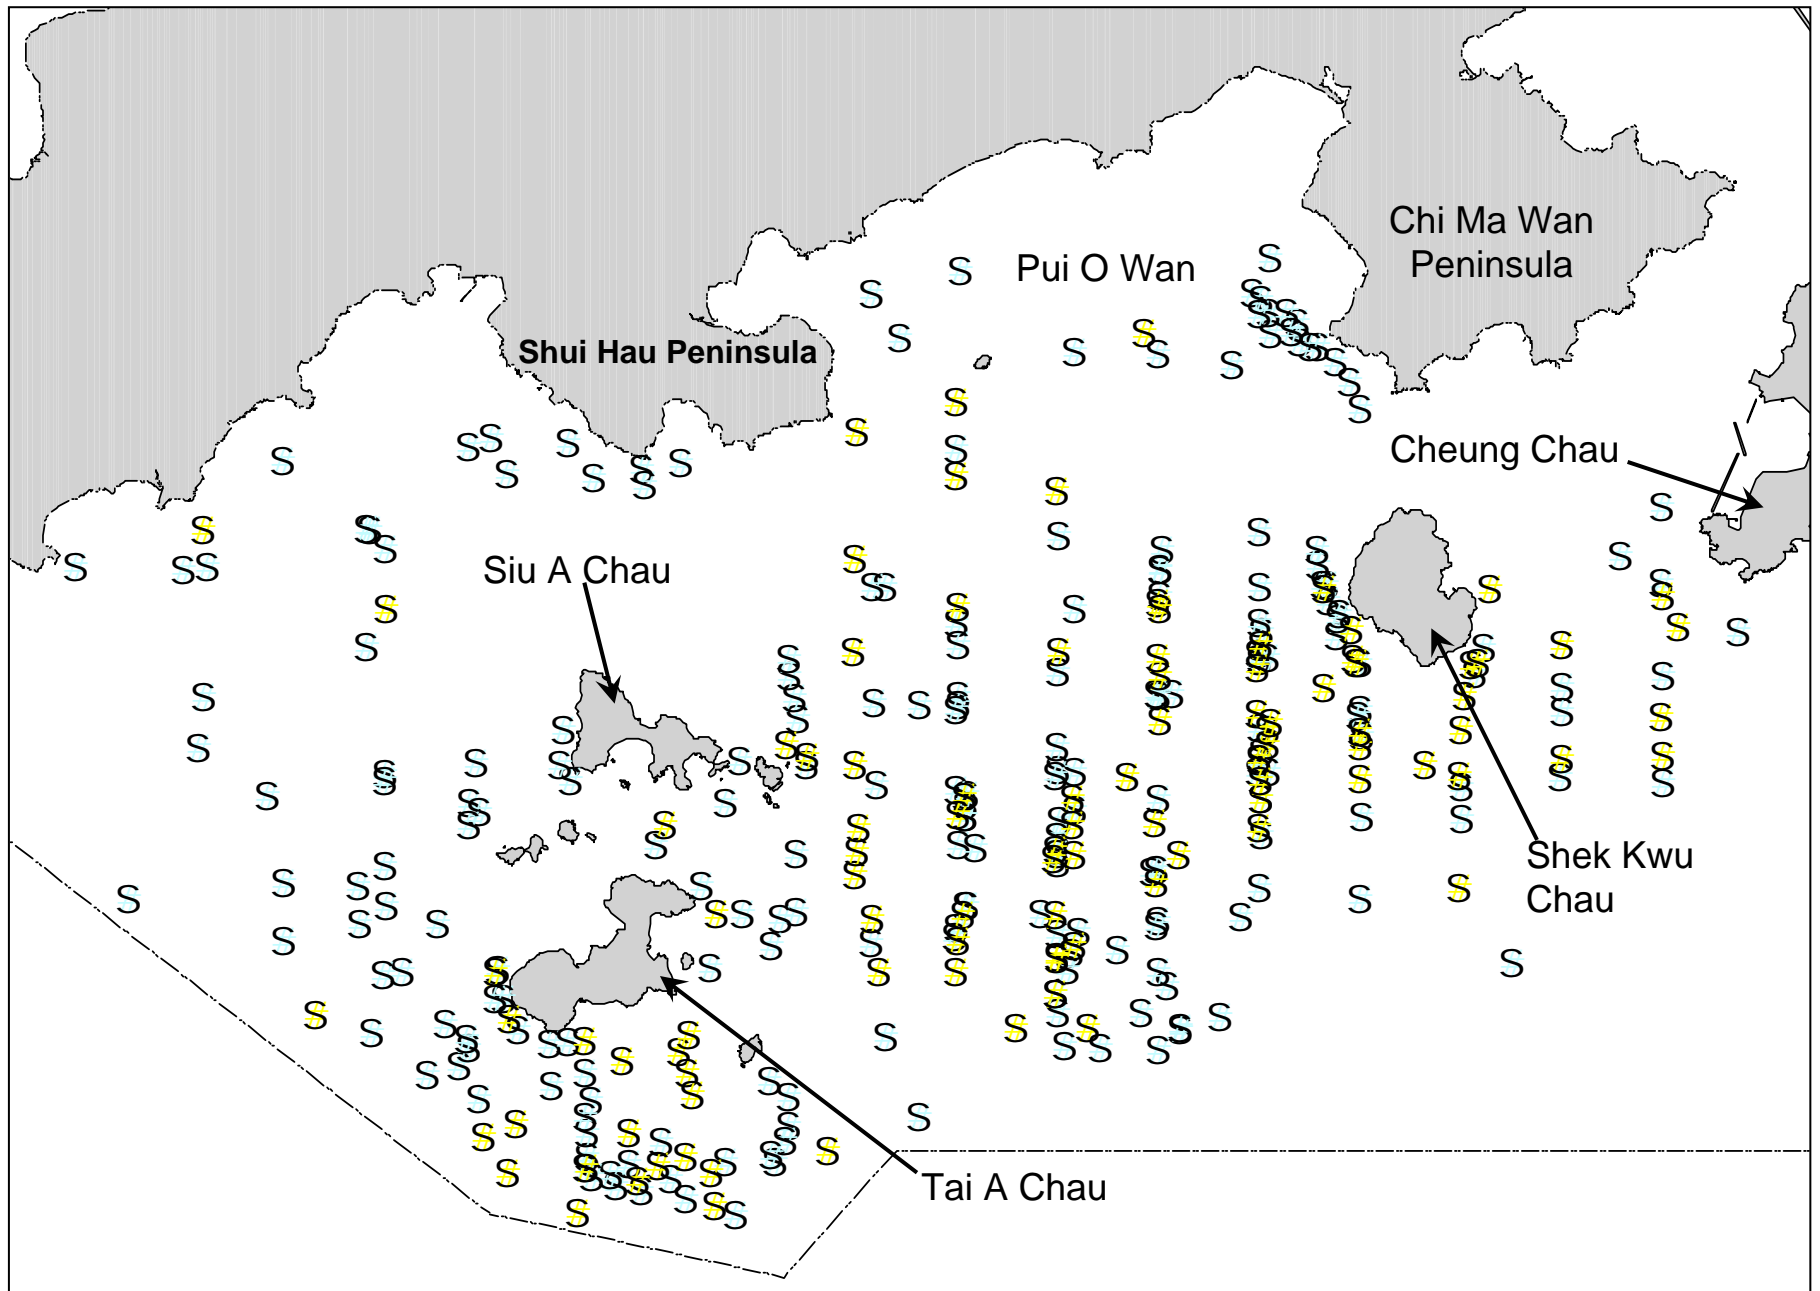 Chi Ma Wan
Peninsula
Pui O Wan
Shui Hau Peninsula
Cheung Chau
Siu A Chau
Shek Kwu
Chau
Tai A Chau